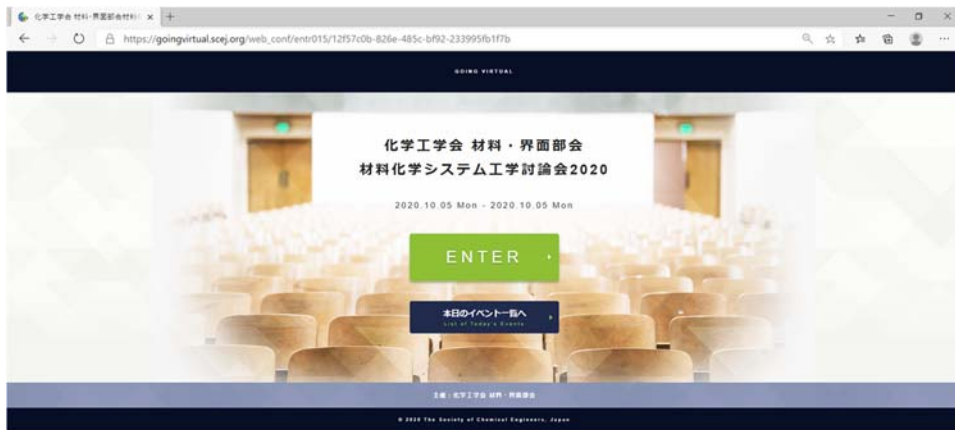 化学工学会 材料・界面部会材料
https://goingvirtual.scej.org/web_conf/entr015/12f57c0b-826e-485c-bf92-233995fb1f7b
GOING VIRTUAL
化学工学会 材料・界面部会
材料化学システム工学討論会2020
2020.10.05 Mon - 2020.10.05 Mon
ENTER
本日のイベント一覧へ
List of Today's Events
主催：化学工学会 材料・界面部会
© 2020 The Society of Chemical Engineers, Japan